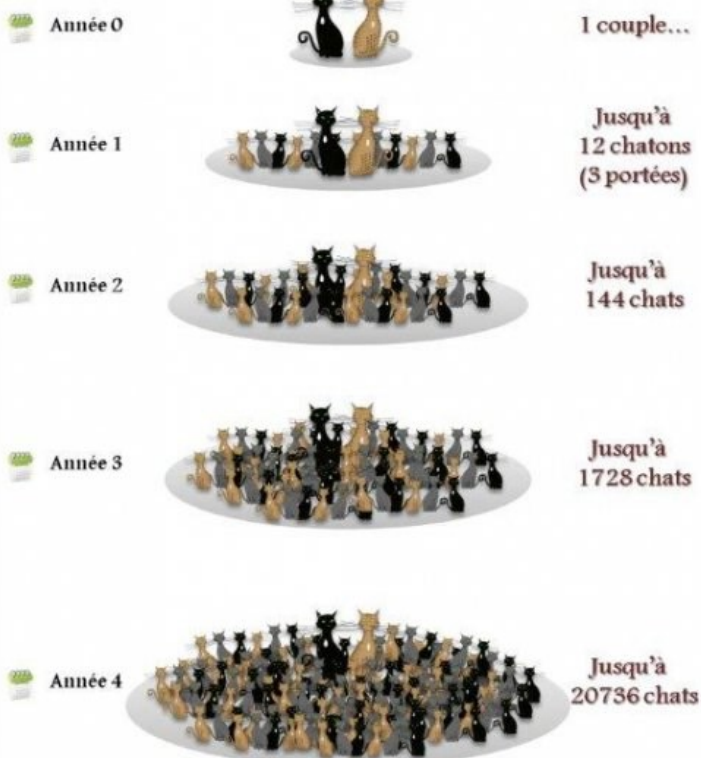 Année 0
1 couple...
Année 1
Jusqu'à
12 chatons
(3 portées)
Année 2
Jusqu'à
144 chats
Année 3
Jusqu'à
1728 chats
Année 4
Jusqu'à
20736 chats